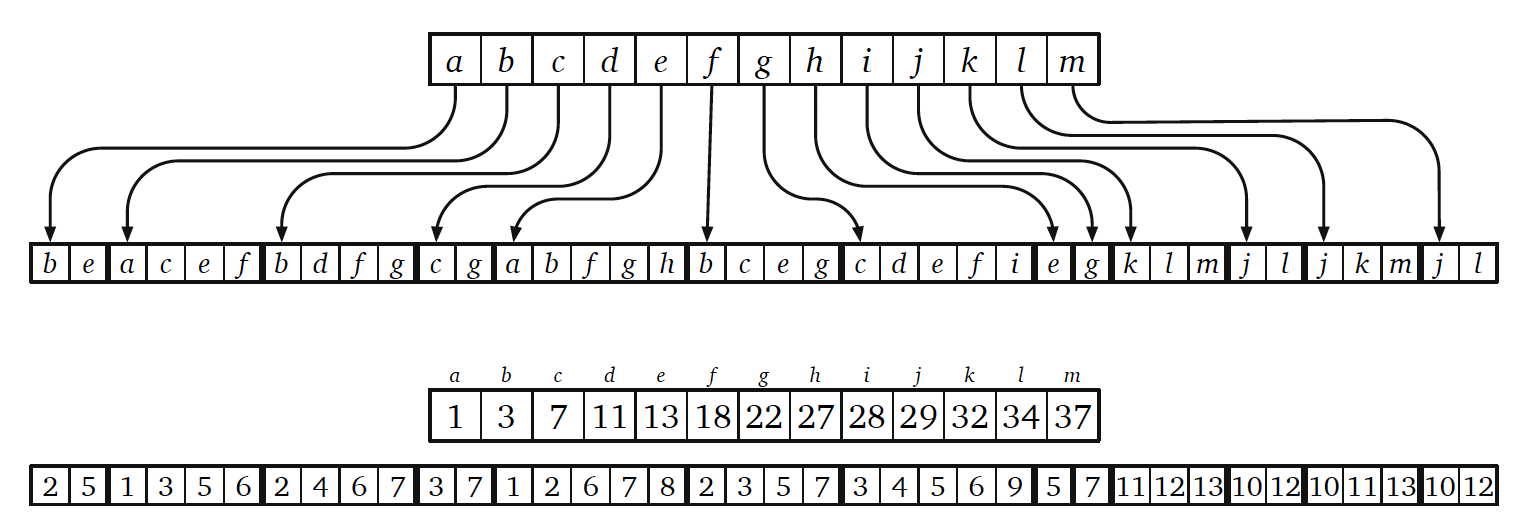 a b c d e f g h i j k l m
b e a c e f b d f g c g a b f g h b c e g c d e f i e g k l m j l j k m j l
a b c d e f g h i j k l m
1 3 7 11 13 18 22 27 28 29 32 34 37
2 5 1 3 5 6 2 4 6 7 3 7 1 2 6 7 8 2 3 5 7 3 4 5 6 9 5 7 11 12 13 10 12 10 11 13 10 12